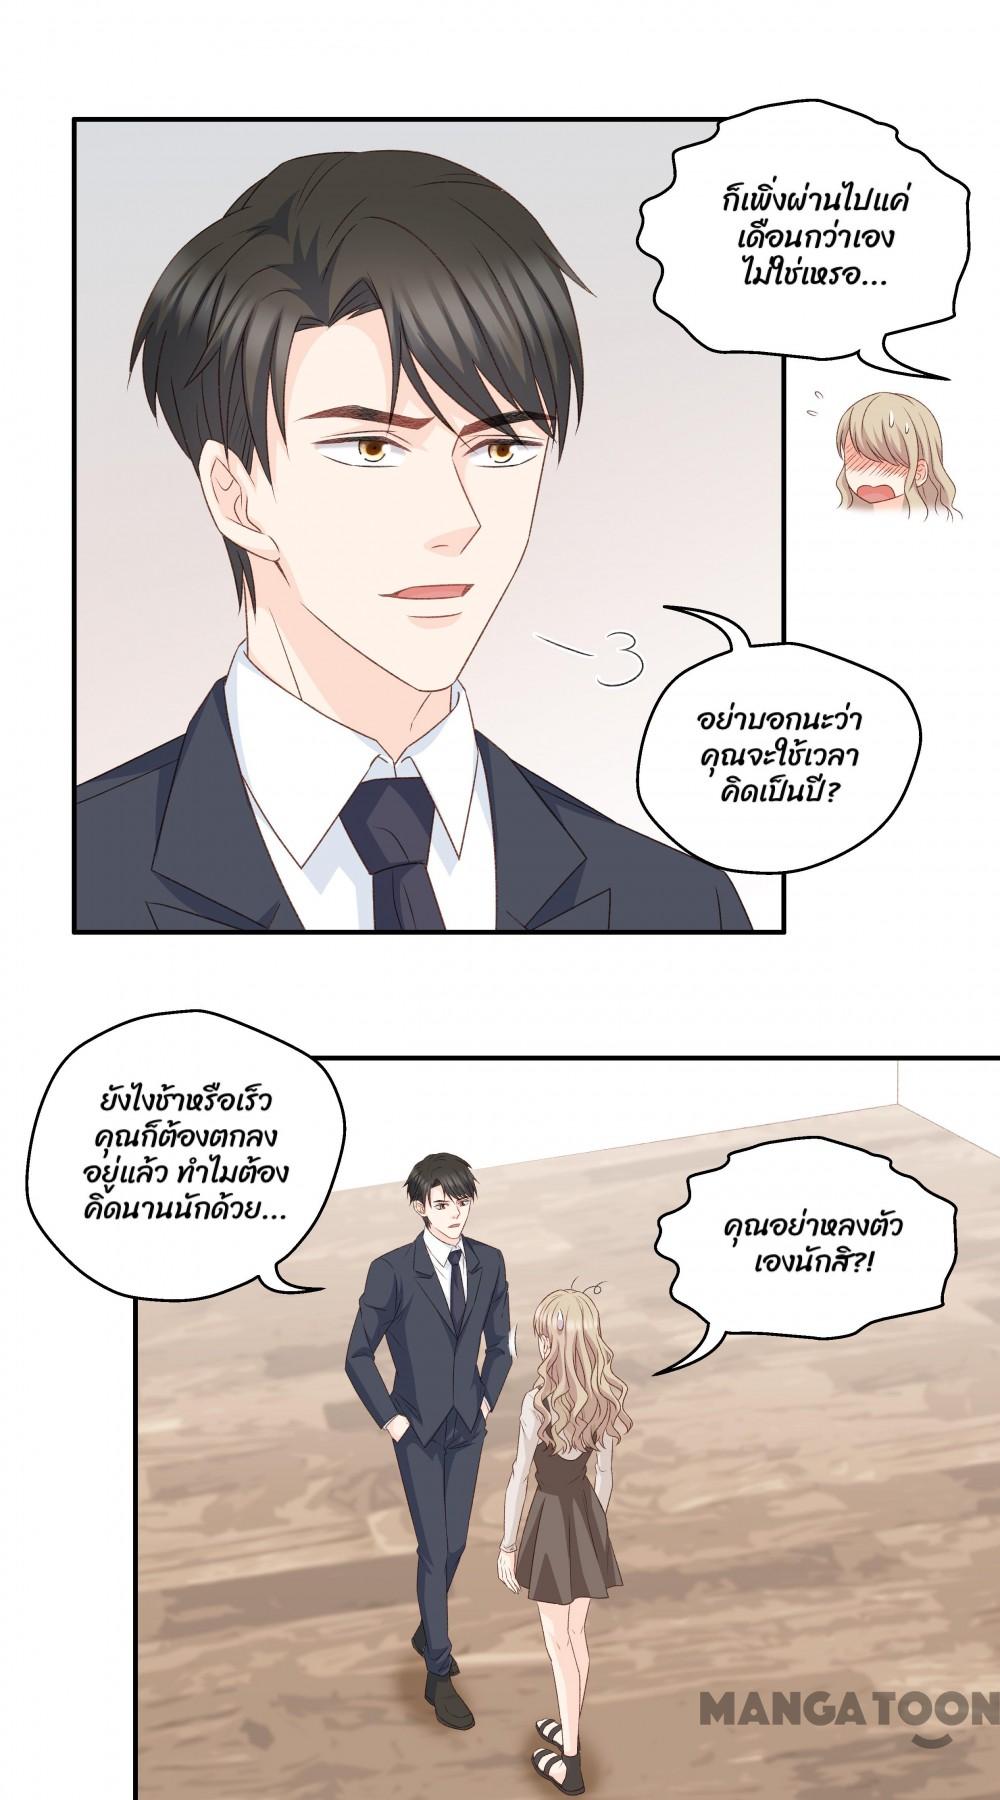 ก็เพิ่งผ่านไปแค่
เดือนกว่าเอง
ไม่ใช่เหรอ...
อย่าบอกนะว่า
คุณจะใช้เวลา
คิดเป็นปี?
ยังไงช้าหรือเร็ว
คุณก็ต้องตกลง
อยู่แล้ว ทำไมต้อง
คิดนานนักด้วย...
คุณอย่าหลงตัว
เองนักสิ?!
MANGATOON